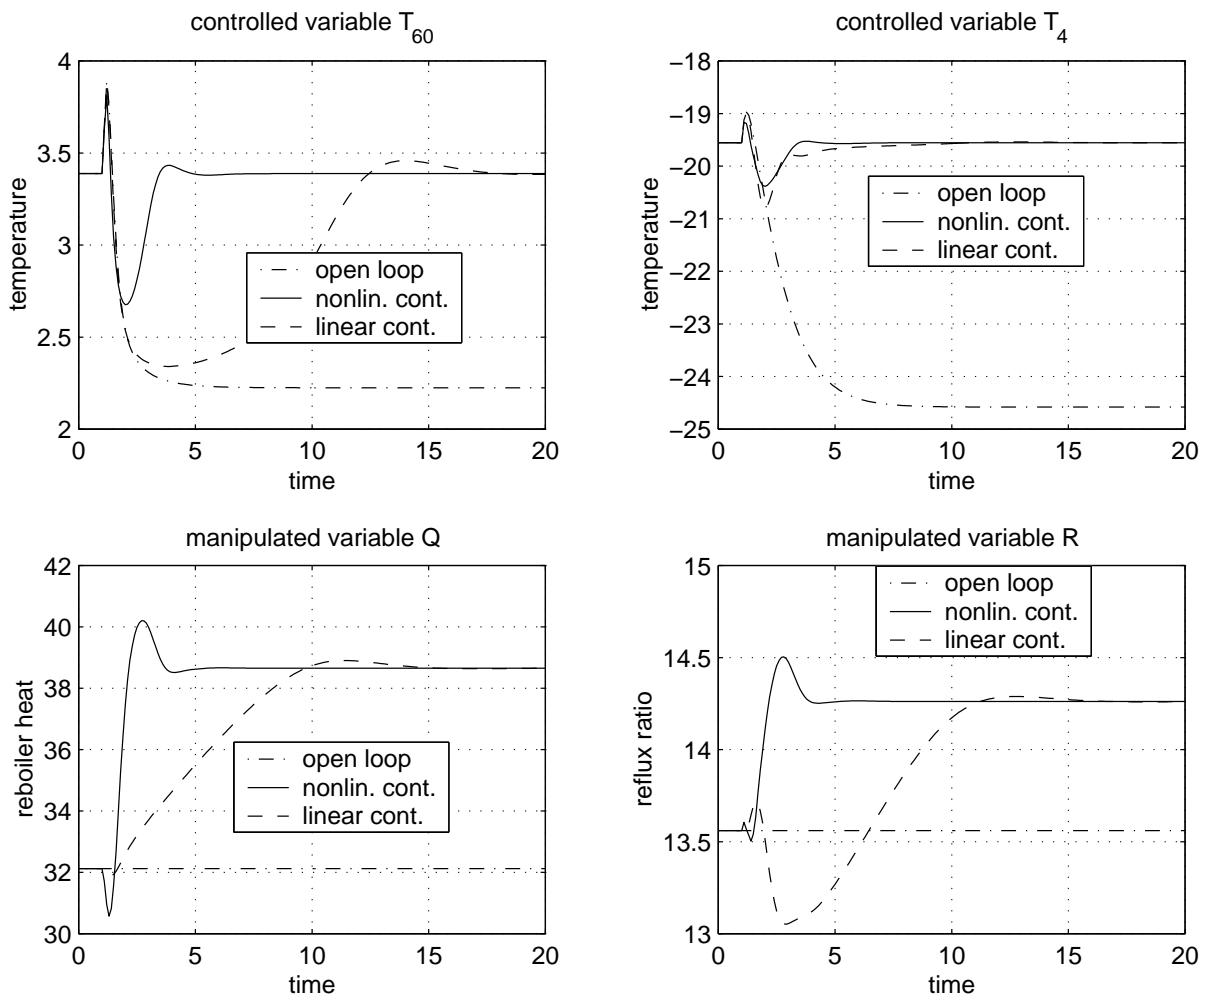 controlled variable T60
4
3.5
3
2.5
2
temperature
open loop
nonlin. cont.
linear cont.
0 5 10 15 20
time
controlled variable T4
−18
−19
−20
−21
−22
−23
−24
−25
temperature
open loop
nonlin. cont.
linear cont.
0 5 10 15 20
time
manipulated variable Q
42
40
38
36
34
32
30
reboiler heat
open loop
nonlin. cont.
linear cont.
0 5 10 15 20
time
manipulated variable R
15
14.5
14
13.5
13
reflux ratio
open loop
nonlin. cont.
linear cont.
0 5 10 15 20
time